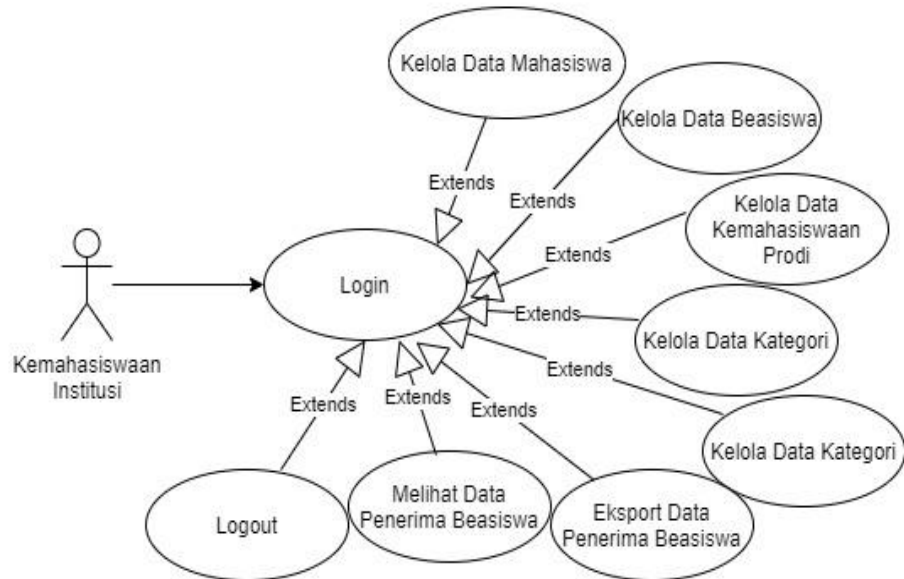 Kelola Data Mahasiswa
Kelola Data Beasiswa
Extends
Extends
Kelola Data
Kemahasiswaan
Prodi
Extends
Login
Extends
Kelola Data Kategori
Kemahasiswaan
Institusi
Extends
Extends
Extends
Extends
Kelola Data Kategori
Logout
Melihat Data
Penerima Beasiswa
Eksport Data
Penerima Beasiswa